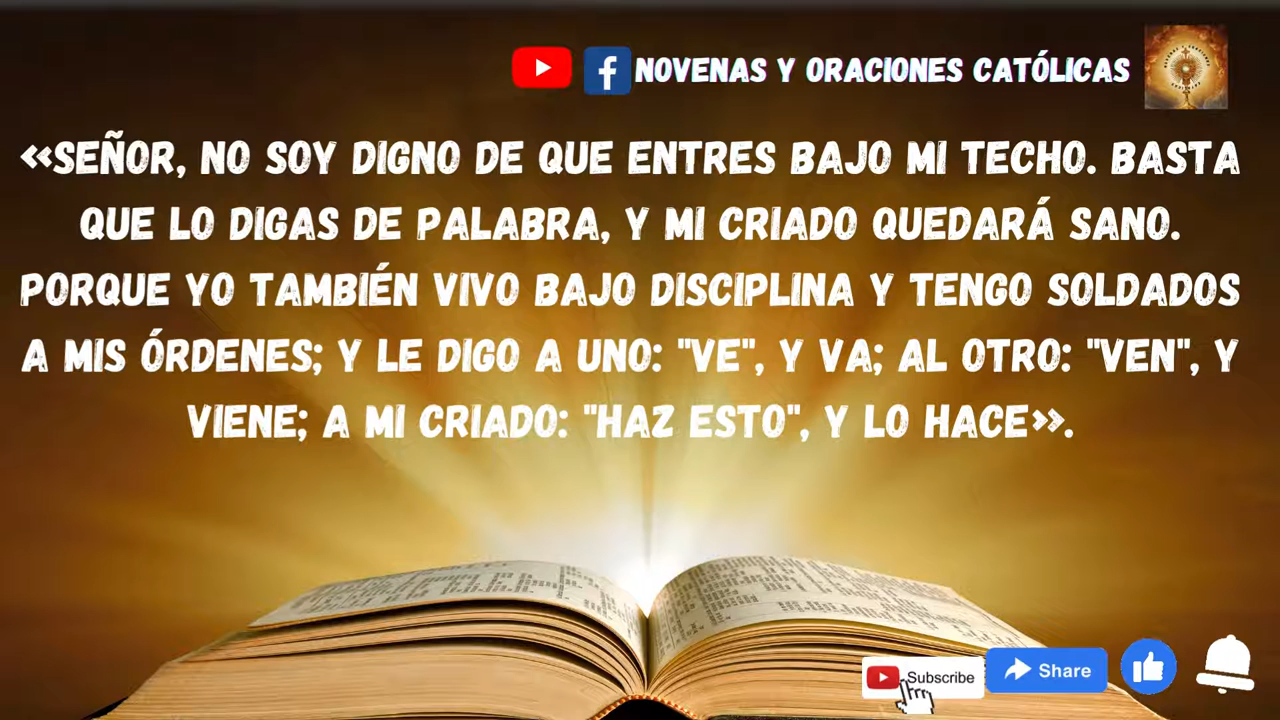 NOVENAS Y ORACIONES CATÓLICAS
«SEÑOR, NO SOY DIGNO DE QUE ENTRES BAJO MI TECHO. BASTA
QUE LO DIGAS DE PALABRA, Y MI CRIADO QUEDARÁ SANO.
PORQUE YO TAMBIÉN VIVO BAJO DISCIPLINA Y TENGO SOLDADOS
A MIS ÓRDENES; Y LE DIGO A UNO: "VE", Y VA; AL OTRO: "VEN", Y
VIENE; A MI CRIADO: "HAZ ESTO", Y LO HACE».
Subscribe
Share